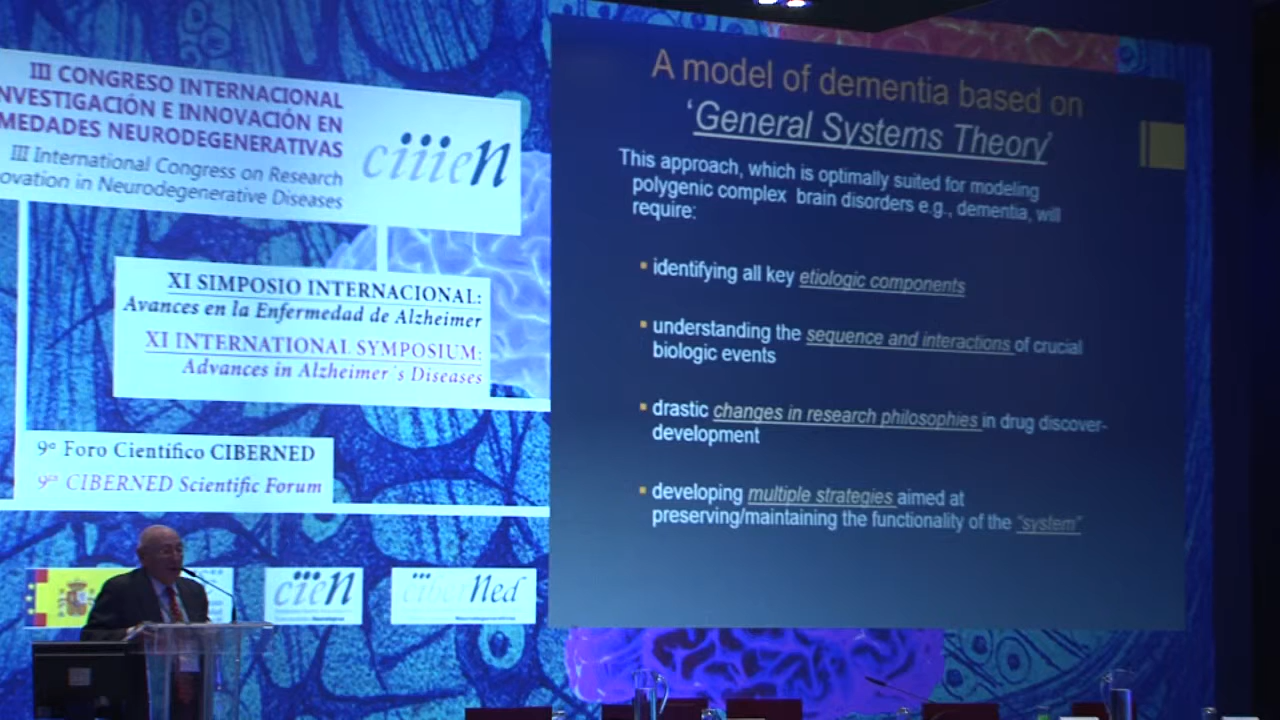 III CONGRESO INTERNACIONAL
NVESTIGACIÓN E INNOVACIÓN EN
MEDADES NEURODEGENERATIVAS
III International Congress on Research
ovation in Neurodegenerative Diseases
ciiieN
XI SIMPOSIO INTERNACIONAL:
Avances en la Enfermedad de Alzheimer
XI INTERNATIONAL SYMPOSIUM:
Advances in Alzheimer´s Diseases
9º Foro Científico CIBERNED
9th CIBERNED Scientific Forum
ciieN
ciberNed
A model of dementia based on
‘General Systems Theory’
This approach, which is optimally suited for modeling
polygenic complex brain disorders e.g., dementia, will
require:
identifying all key etiologic components
understanding the sequence and interactions of crucial
biologic events
drastic changes in research philosophies in drug discover-
development
developing multiple strategies aimed at
preserving/maintaining the functionality of the “system”